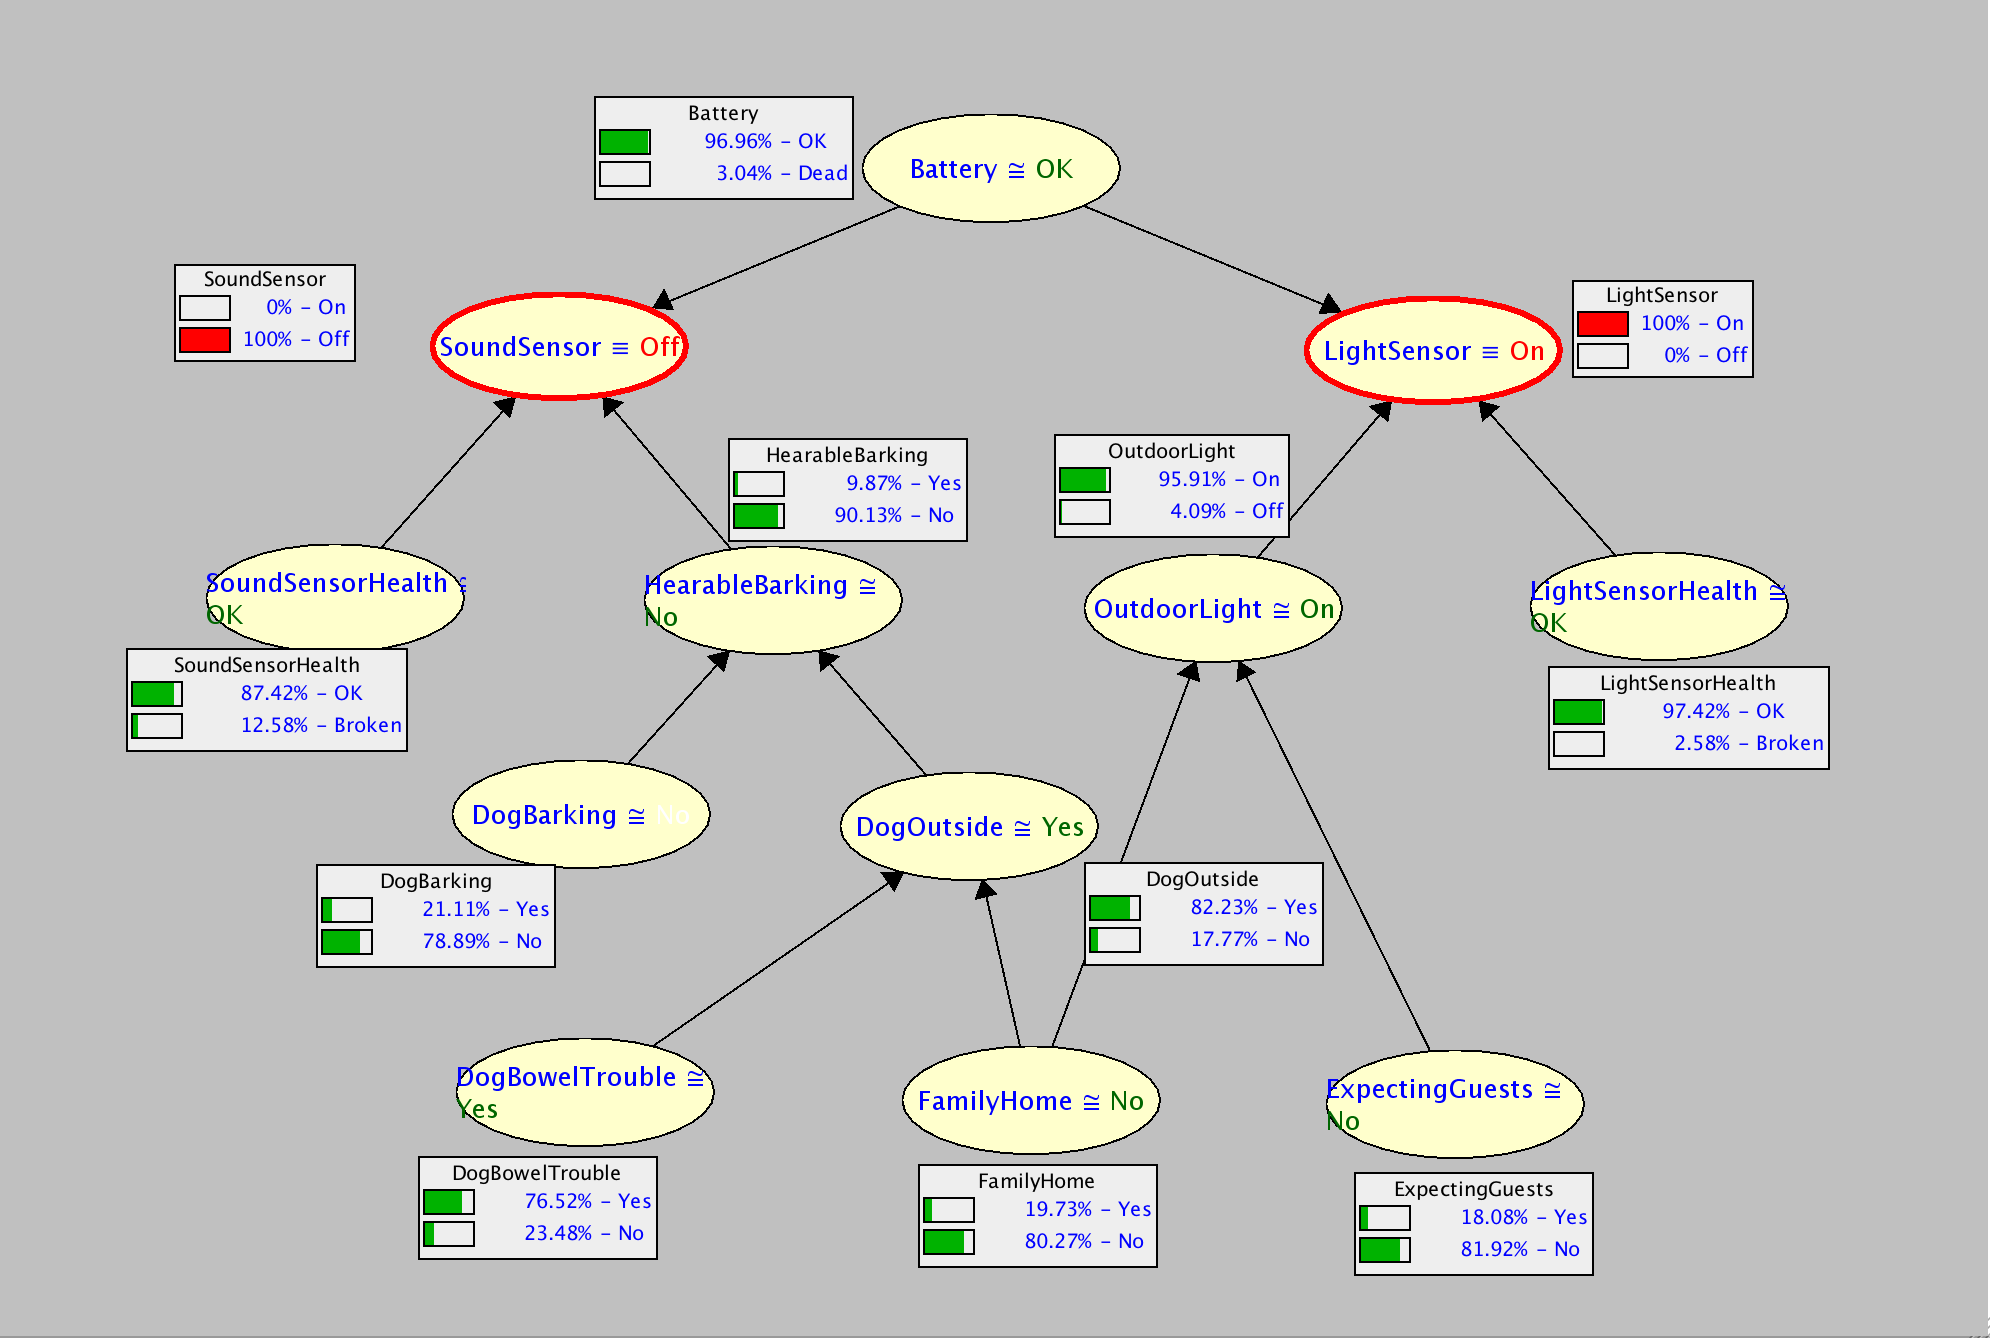 Battery
96.96% – OK
3.04% – Dead
Battery ≅ OK
SoundSensor
0% – On
100% – Off
SoundSensor ≡ Off
LightSensor ≡ On
LightSensor
100% – On
0% – Off
HearableBarking
9.87% – Yes
90.13% – No
OutdoorLight
95.91% – On
4.09% – Off
SoundSensorHealth ≅
OK
HearableBarking ≅
No
OutdoorLight ≅ On
LightSensorHealth ≅
OK
SoundSensorHealth
87.42% – OK
12.58% – Broken
LightSensorHealth
97.42% – OK
2.58% – Broken
DogBarking ≅ No
DogOutside ≅ Yes
DogBarking
21.11% – Yes
78.89% – No
DogOutside
82.23% – Yes
17.77% – No
DogBowelTrouble ≅
Yes
FamilyHome ≅ No
ExpectingGuests ≅
No
DogBowelTrouble
76.52% – Yes
23.48% – No
FamilyHome
19.73% – Yes
80.27% – No
ExpectingGuests
18.08% – Yes
81.92% – No